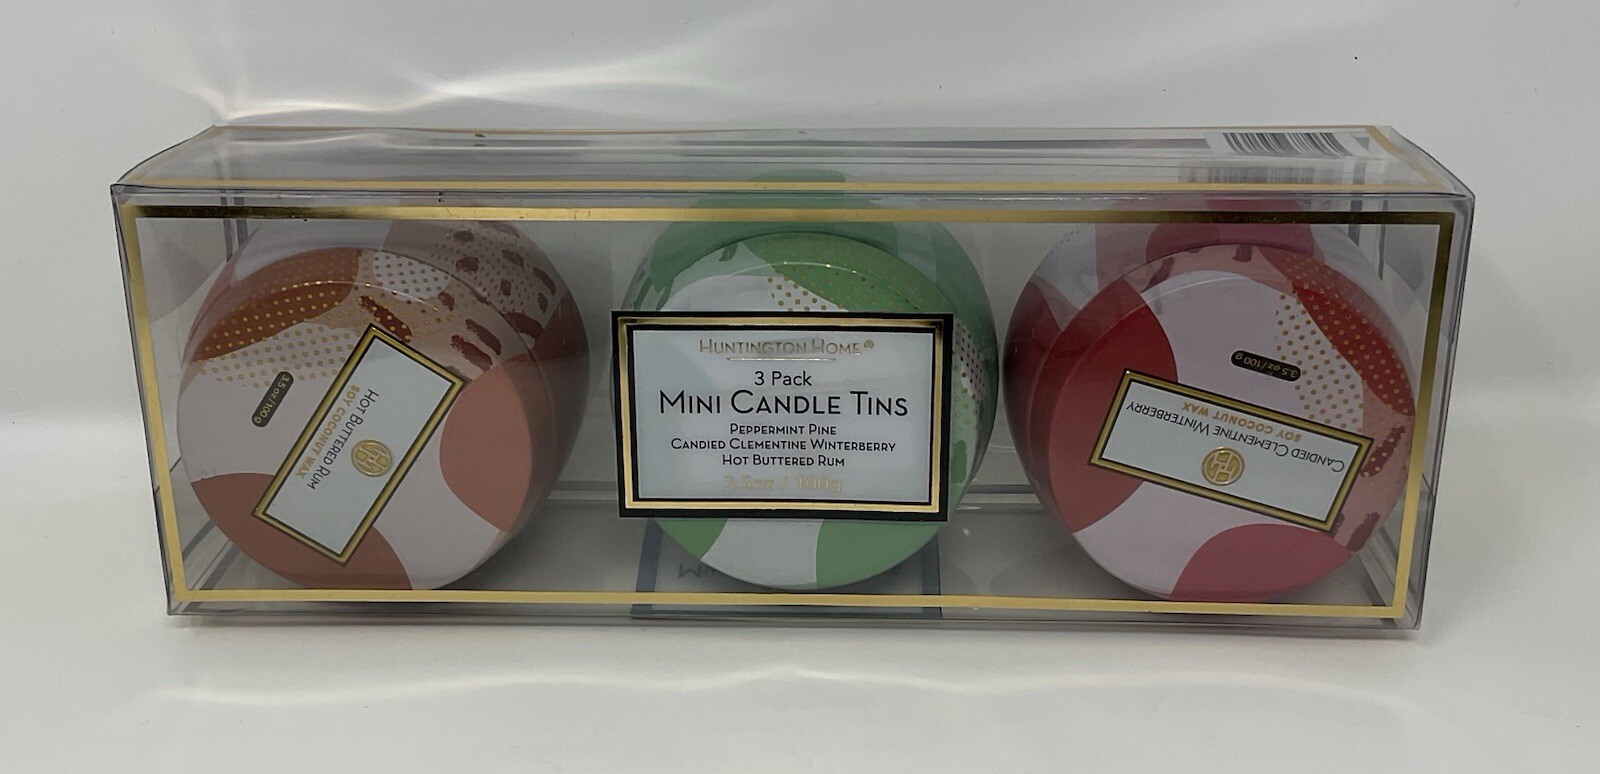 HUNTINGTON HOME®
3 Pack
MINI CANDLE TINS
PEPPERMINT PINE
CANDIED CLEMENTINE WINTERBERRY
HOT BUTTERED RUM
3.5oz / 100g
3.5 oz/100 g
HOT BUTTERED RUM
SOY COCONUT WAX
3.5 oz/100 g
CANDIED CLEMENTINE WINTERBERRY
SOY COCONUT WAX